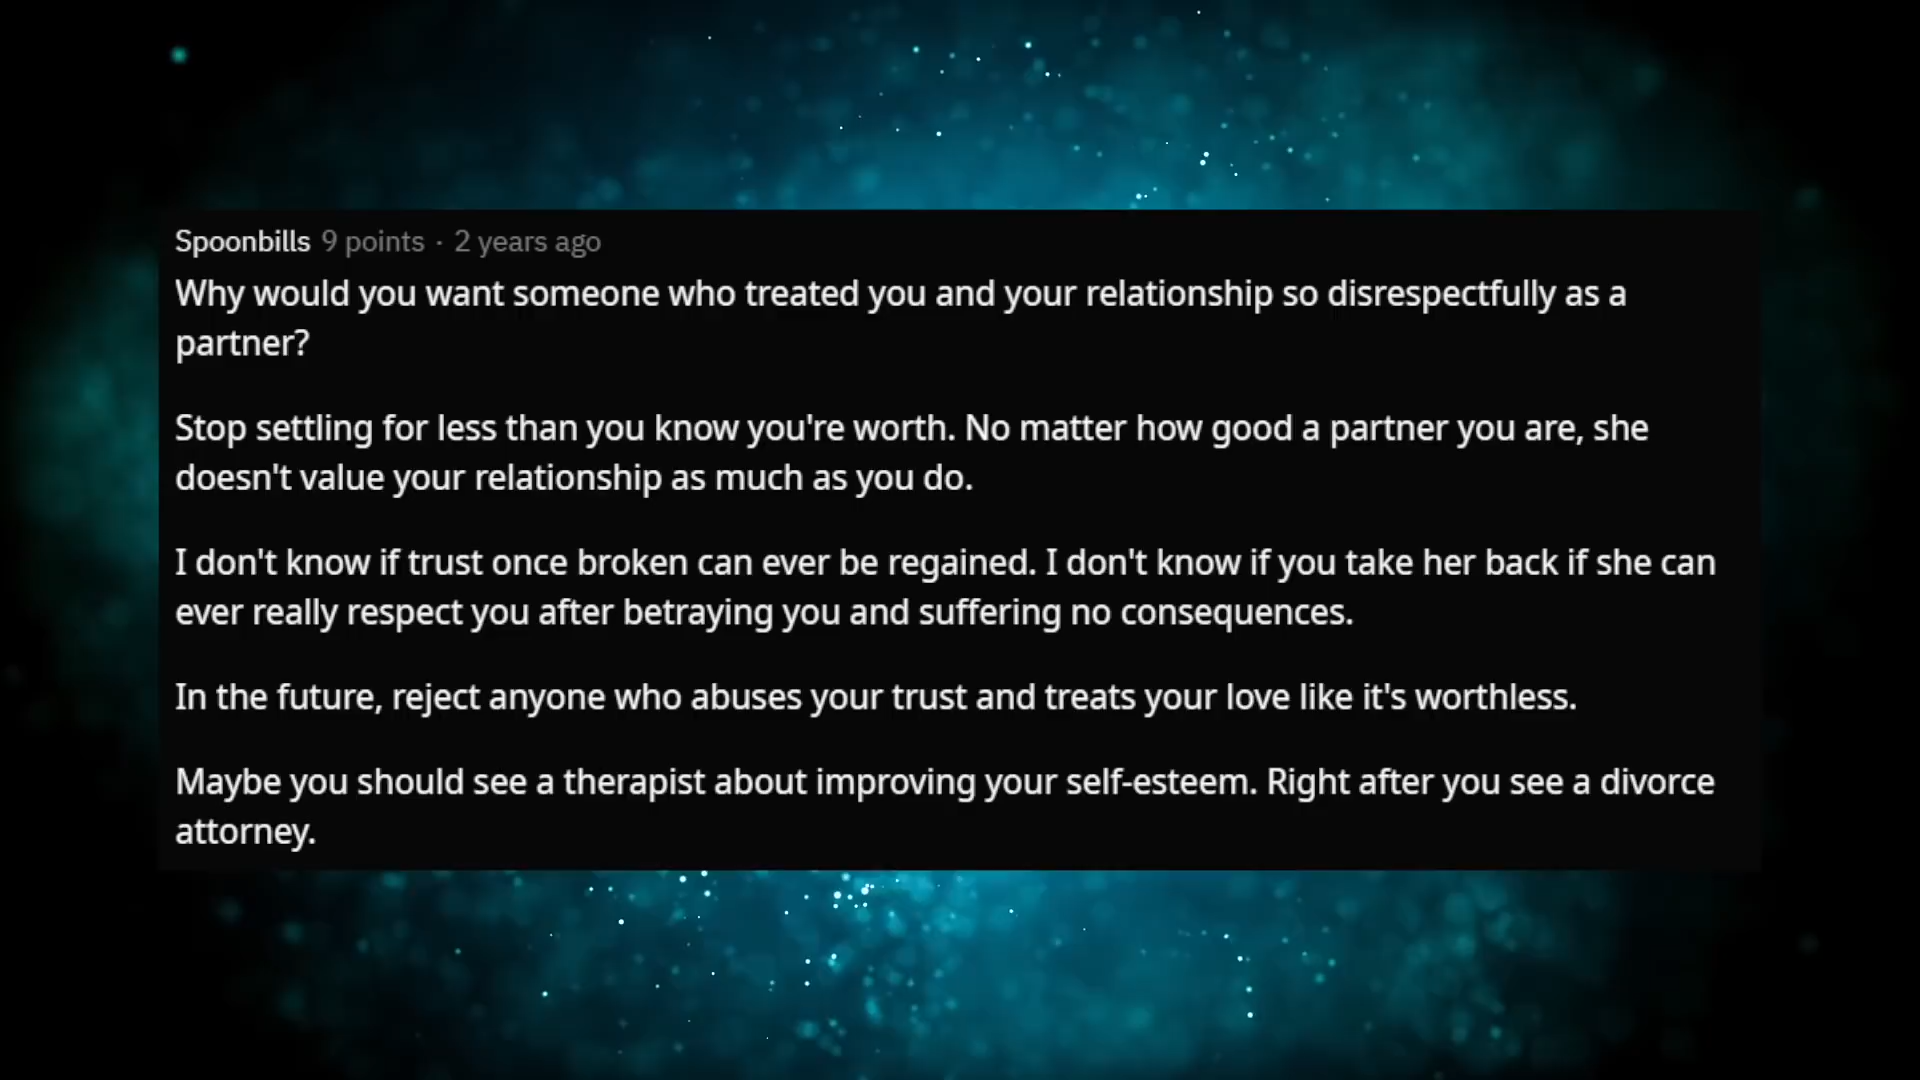 Spoonbills 9 points · 2 years ago
Why would you want someone who treated you and your relationship so disrespectfully as a
partner?
Stop settling for less than you know you're worth. No matter how good a partner you are, she
doesn't value your relationship as much as you do.
I don't know if trust once broken can ever be regained. I don't know if you take her back if she can
ever really respect you after betraying you and suffering no consequences.
In the future, reject anyone who abuses your trust and treats your love like it's worthless.
Maybe you should see a therapist about improving your self-esteem. Right after you see a divorce
attorney.